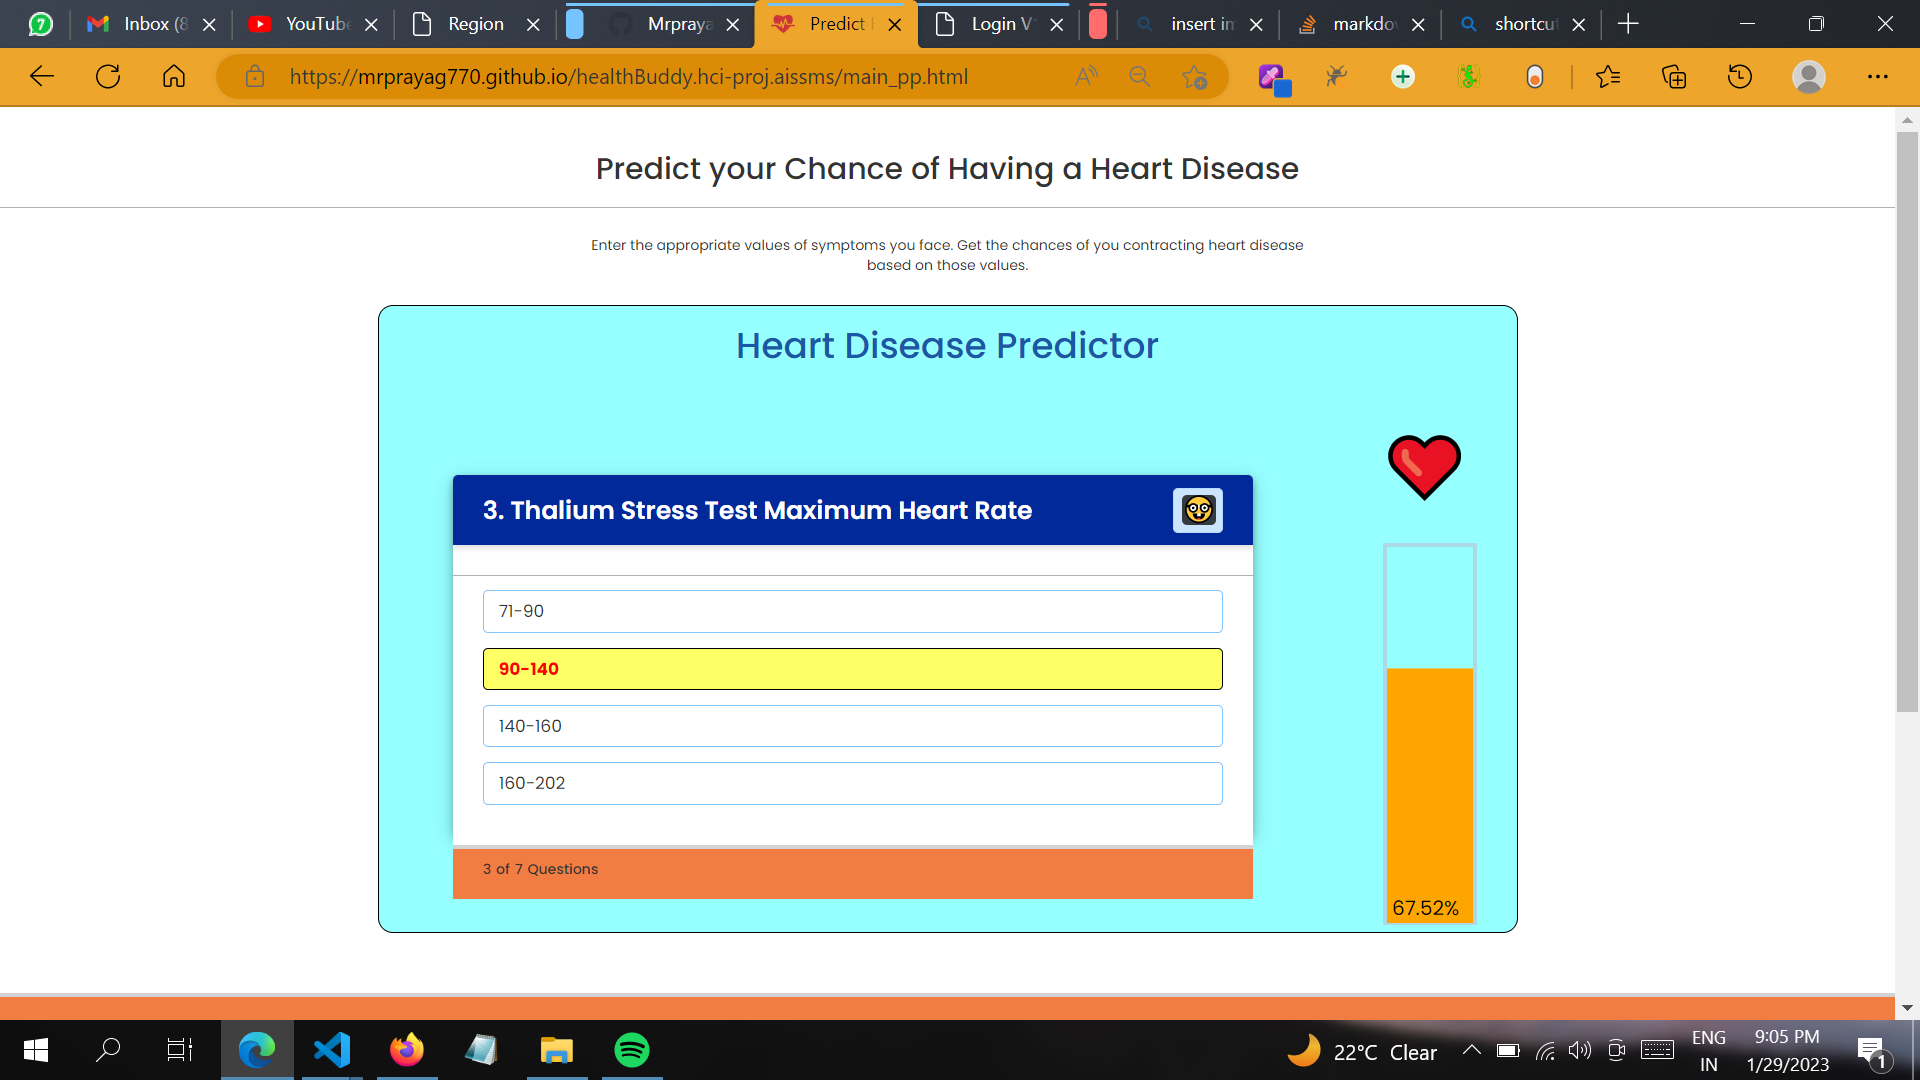 7
Inbox (8
YouTube
Region
Mrpraya
Predict H
Login V
insert im
markdov
shortcut
https://mrprayag770.github.io/healthBuddy.hci-proj.aissms/main_pp.html
Predict your Chance of Having a Heart Disease
Enter the appropriate values of symptoms you face. Get the chances of you contracting heart disease
based on those values.
Heart Disease Predictor
3. Thalium Stress Test Maximum Heart Rate
71-90
90-140
140-160
160-202
3 of 7 Questions
67.52%
22°C Clear
ENG
IN
9:05 PM
1/29/2023
1